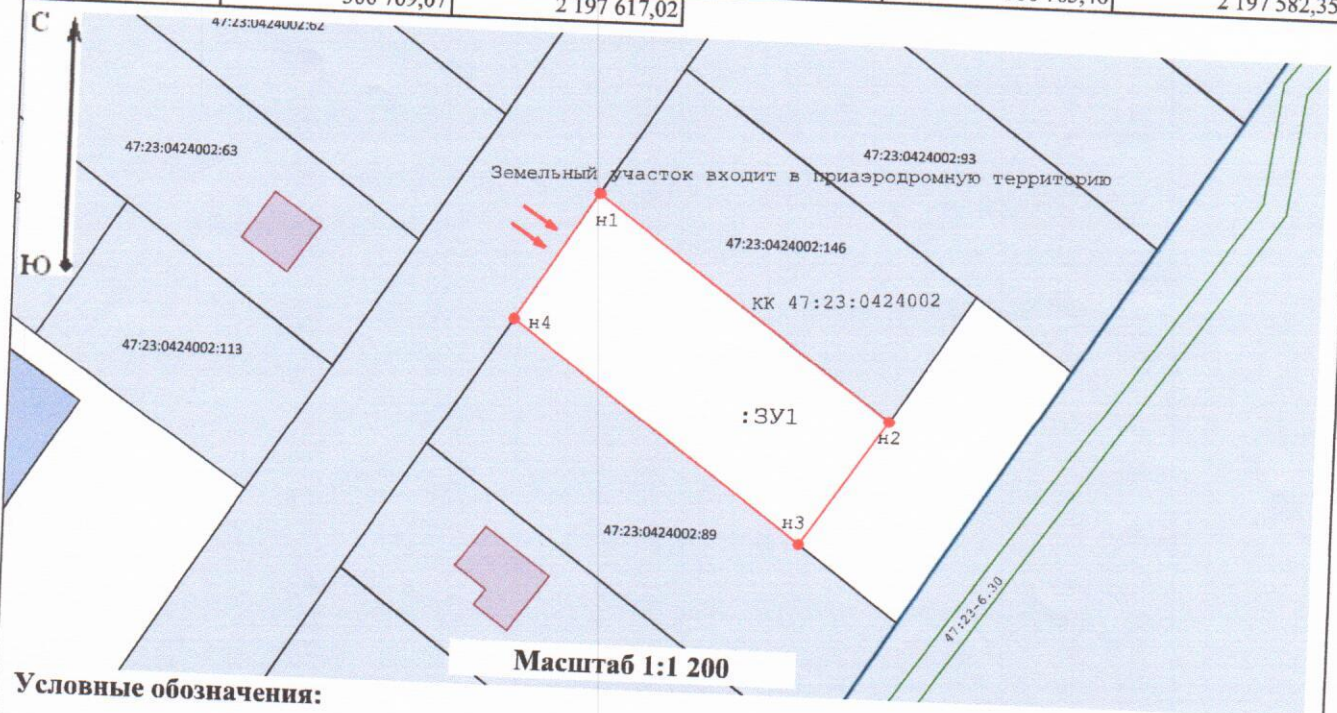 2 197 617,02
2 197 582,35
С
47:23:0424002:62
47:23:0424002:63
47:23:0424002:93
Земельный участок входит в приаэродромную территорию
н1
47:23:0424002:146
Ю
КК 47:23:0424002
н4
47:23:0424002:113
:ЗУ1
н2
47:23:0424002:89
н3
47:23-6.30
Масштаб 1:1 200
Условные обозначения: